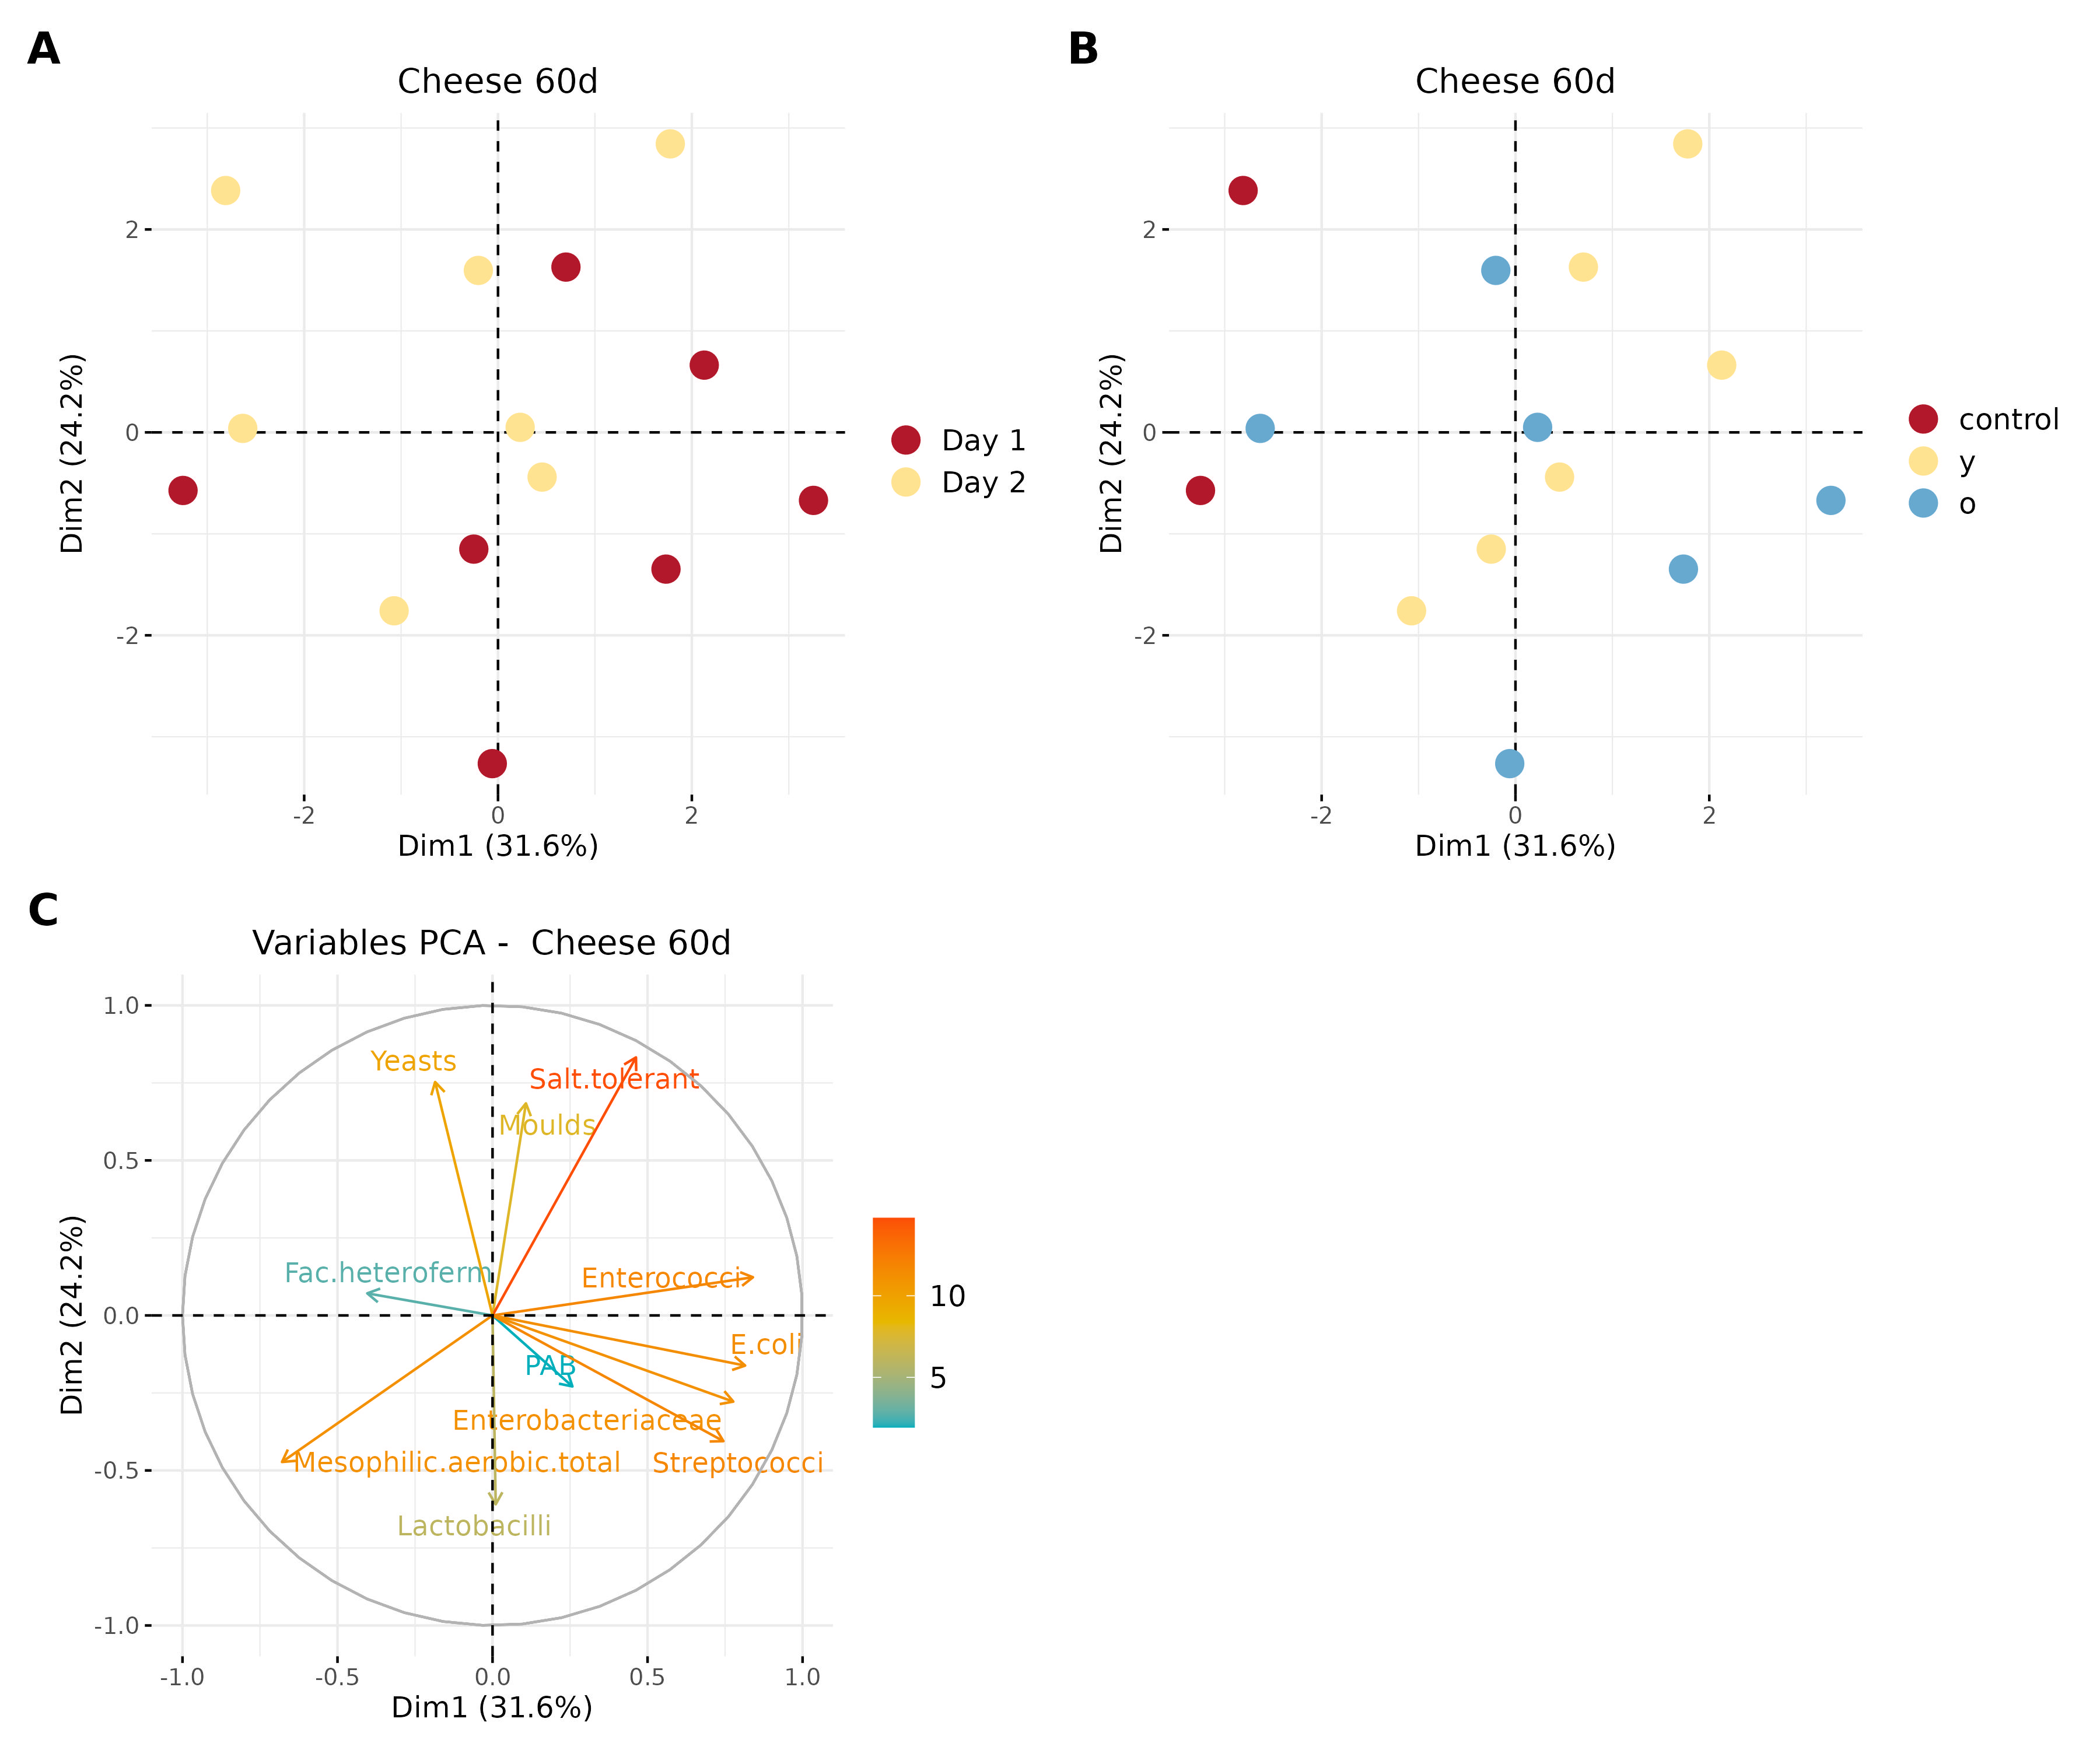 A
Cheese 60d
2
0
-2
-2
0
2
Dim1 (31.6%)
Dim2 (24.2%)
Day 1
Day 2
B
Cheese 60d
2
0
-2
-2
0
2
Dim1 (31.6%)
Dim2 (24.2%)
control
y
o
C
Variables PCA - Cheese 60d
1.0
0.5
0.0
-0.5
-1.0
Yeasts
Salt.tolerant
Moulds
Fac.heteroferm
Enterococci
E.coli
PAB
Enterobacteriaceae
Mesophilic.aerobic.total
Streptococci
Lactobacilli
-1.0
-0.5
0.0
0.5
1.0
Dim1 (31.6%)
Dim2 (24.2%)
10
5